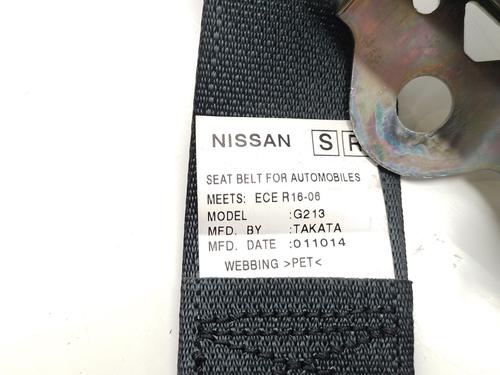 NISSAN S R
SEAT BELT FOR AUTOMOBILES
MEETS: ECE R16-06
MODEL :G213
MFD. BY :TAKATA
MFD. DATE :011014
WEBBING >PET<